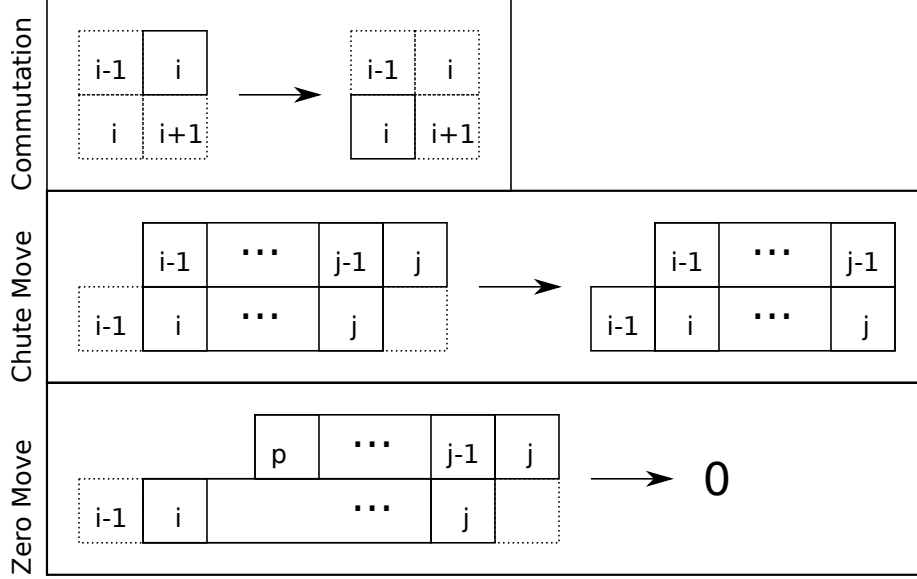 Commutation
i-1 i i-1 i
i i+1 i i+1
Chute Move
i-1 ... j-1 j i-1 ... j-1
i-1 i ... j i-1 i ... j
Zero Move
p ... j-1 j 0
i-1 i ... j